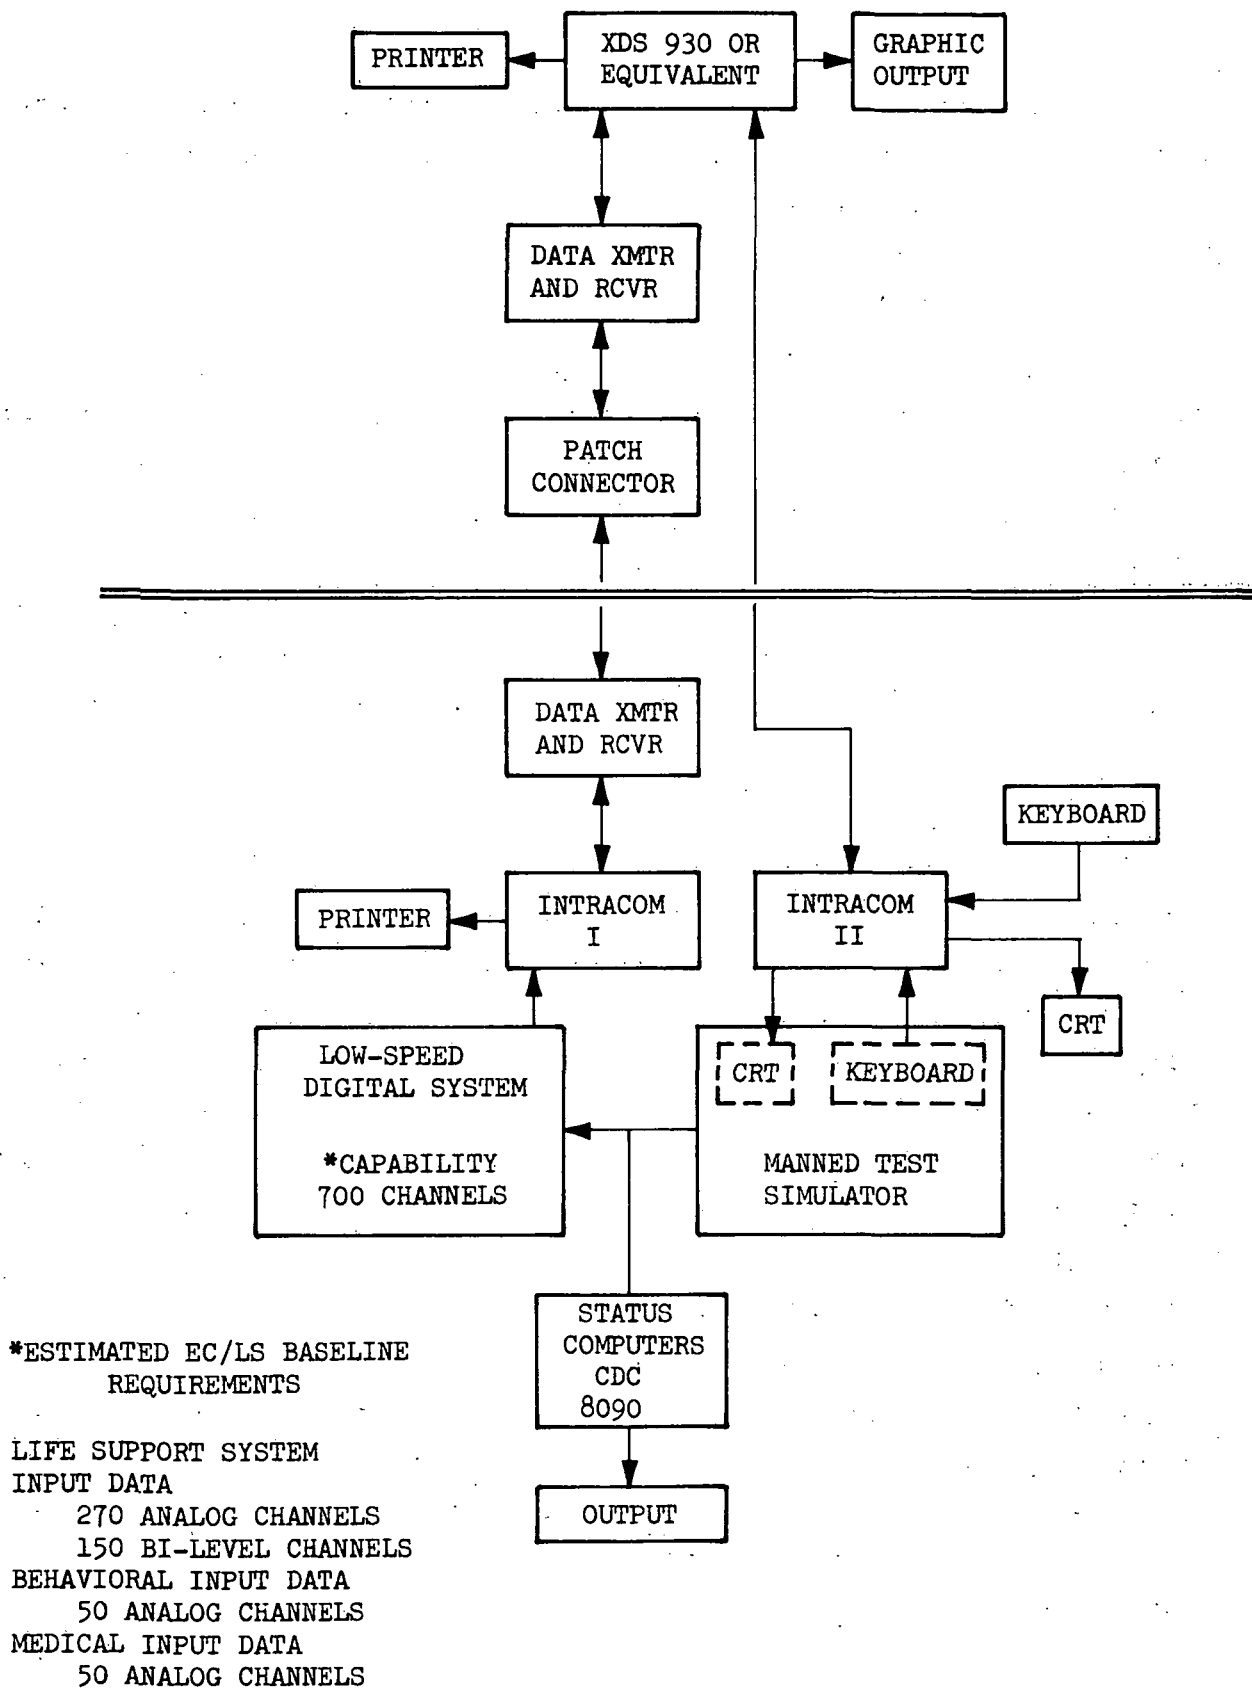 PRINTER
XDS 930 OR
EQUIVALENT
GRAPHIC
OUTPUT
DATA XMTR
AND RCVR
PATCH
CONNECTOR
DATA XMTR
AND RCVR
KEYBOARD
PRINTER
INTRACOM
I
INTRACOM
II
CRT
LOW-SPEED
DIGITAL SYSTEM
*CAPABILITY
700 CHANNELS
CRT
KEYBOARD
MANNED TEST
SIMULATOR
STATUS
COMPUTERS
CDC
8090
OUTPUT
*ESTIMATED EC/LS BASELINE
REQUIREMENTS
LIFE SUPPORT SYSTEM
INPUT DATA
270 ANALOG CHANNELS
150 BI-LEVEL CHANNELS
BEHAVIORAL INPUT DATA
50 ANALOG CHANNELS
MEDICAL INPUT DATA
50 ANALOG CHANNELS